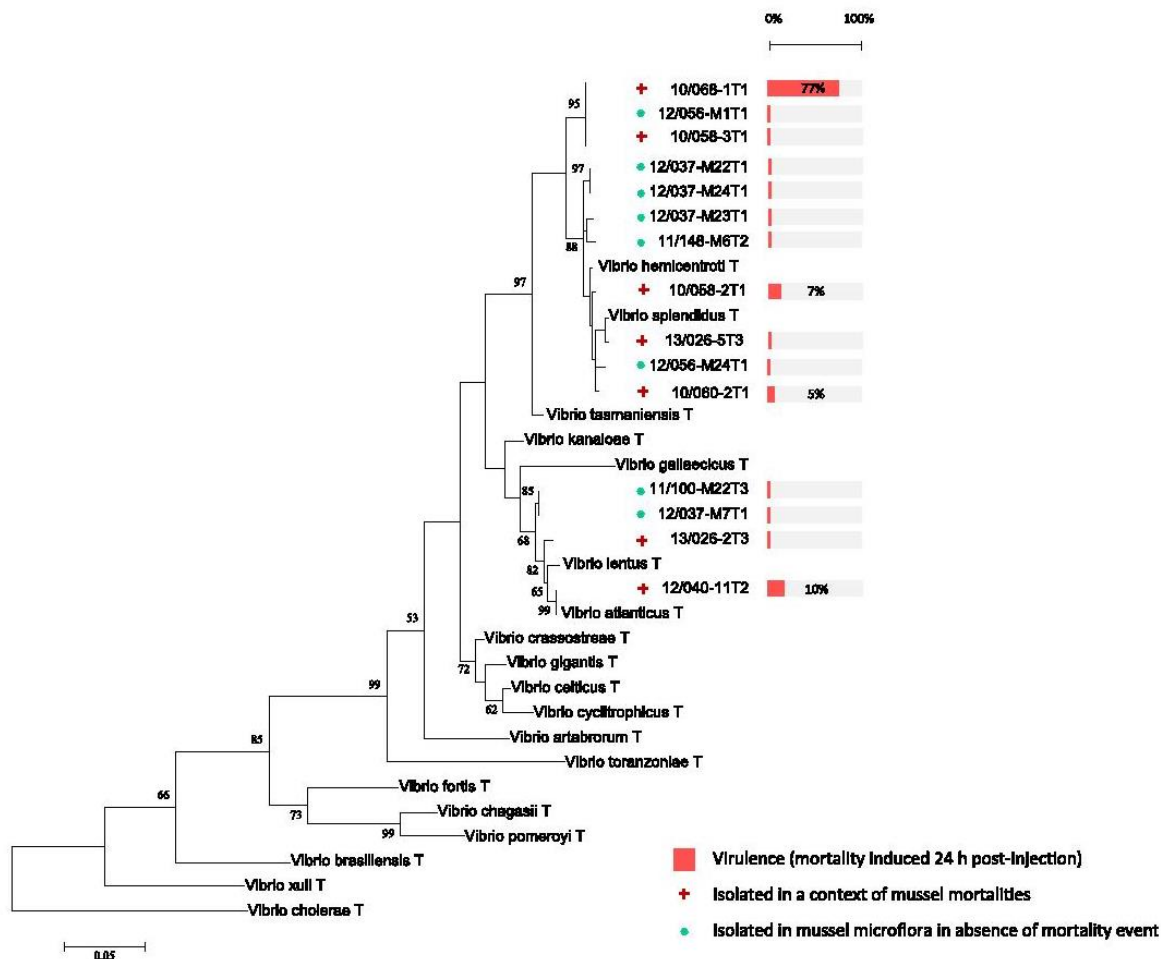 0% 100%
95 10/068-1T1 77%
12/056-M1T1
10/058-3T1
97 12/037-M22T1
12/037-M24T1
12/037-M23T1
88 11/148-M6T2
Vibrio hemicentroti T
97 10/058-2T1 7%
Vibrio splendidus T
13/026-5T3
12/056-M24T1
10/060-2T1 5%
Vibrio tasmaniensis T
Vibrio kanaloae T
Vibrio gallaecicus T
85 11/100-M22T3
12/037-M7T1
68 13/026-2T3
82 Vibrio lentus T
65 12/040-11T2 10%
99 Vibrio atlanticus T
53 Vibrio crassostreae T
72 Vibrio gigantis T
99 Vibrio celticus T
62 Vibrio cyclitrophicus T
85 Vibrio artabrorum T
Vibrio toranzoniae T
66 Vibrio fortis T
73 Vibrio chagasii T
99 Vibrio pomeroyi T
Vibrio brasiliensis T
Vibrio xuii T
Vibrio cholerae T
0.05
Virulence (mortality induced 24 h post-injection)
Isolated in a context of mussel mortalities
Isolated in mussel microflora in absence of mortality event